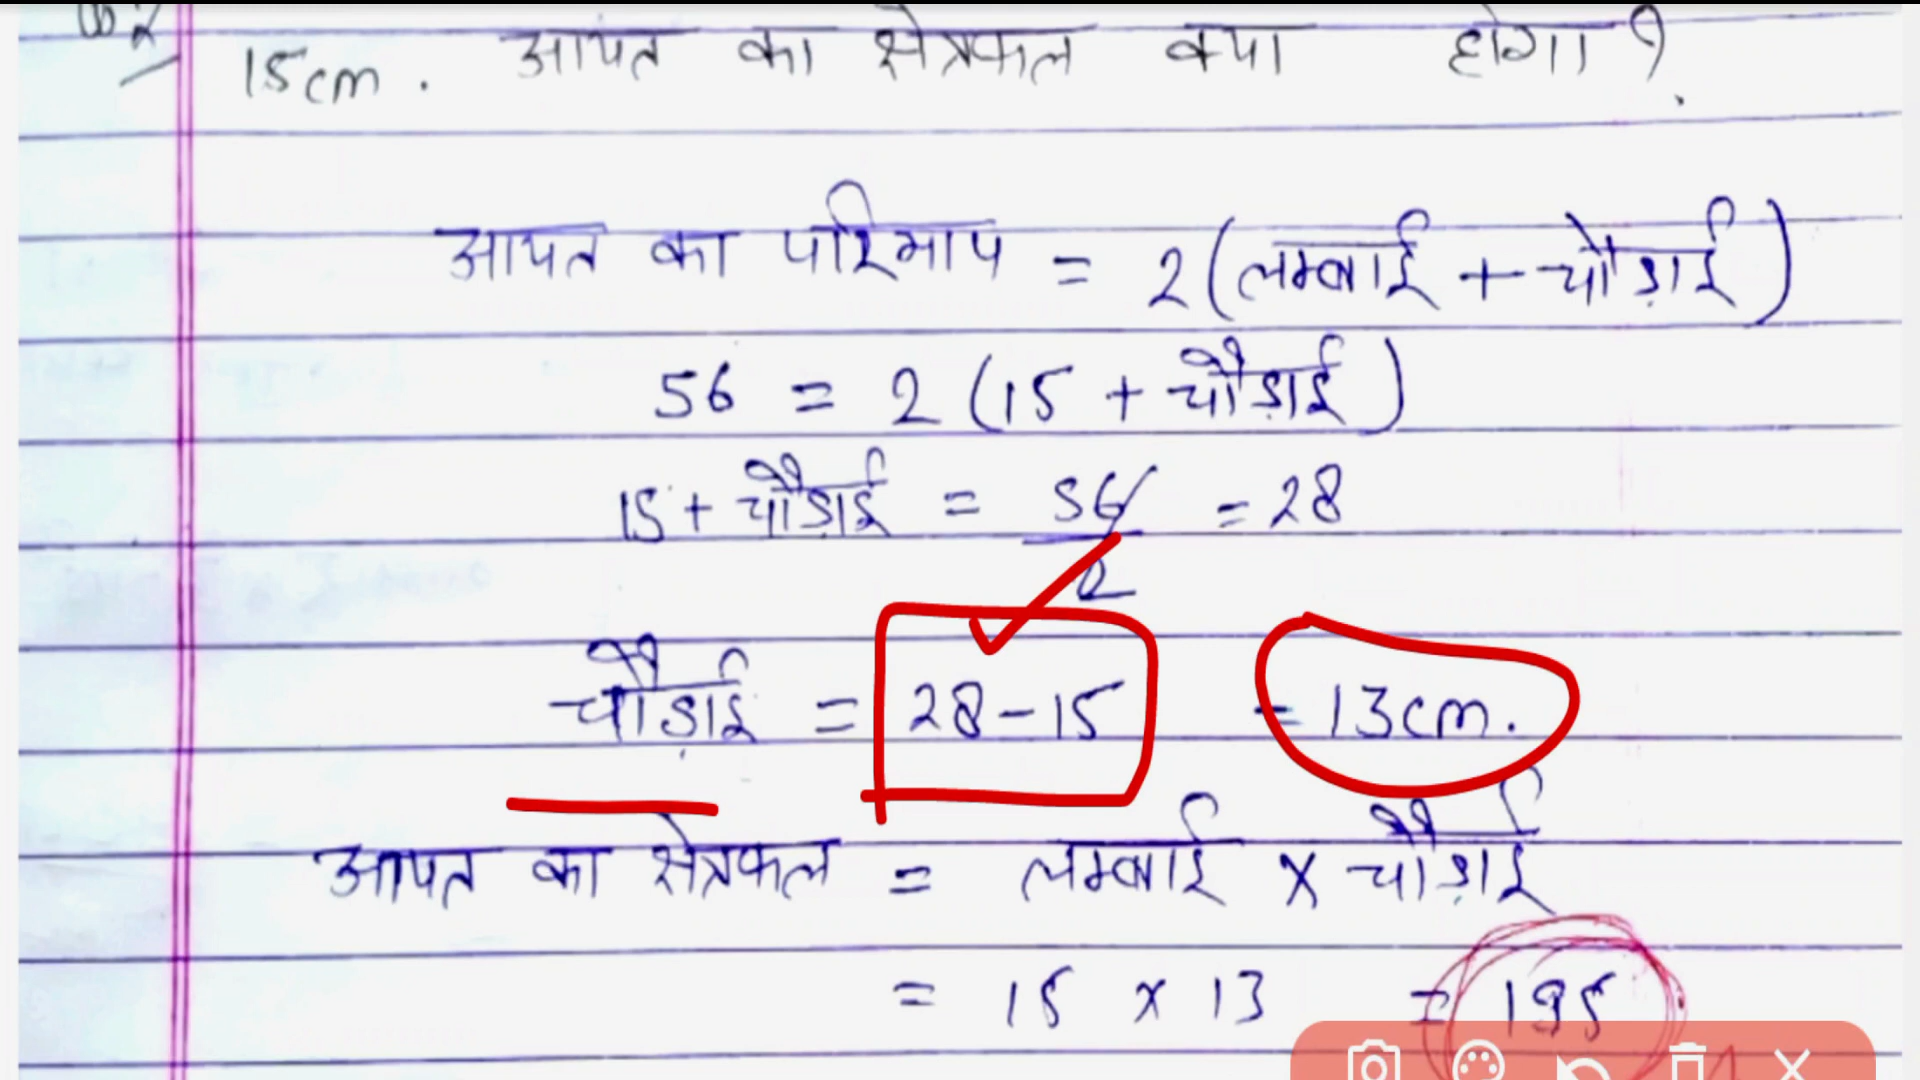 15cm. आयत का क्षेत्रफल क्या होगा?
आयत का परिमाप = 2(लम्बाई + चौड़ाई)
56 = 2 (15 + चौड़ाई)
15 + चौड़ाई = 56/2 = 28
चौड़ाई = 28-15 = 13cm.
आयत का क्षेत्रफल = लम्बाई x चौड़ाई
= 15 x 13 = 195